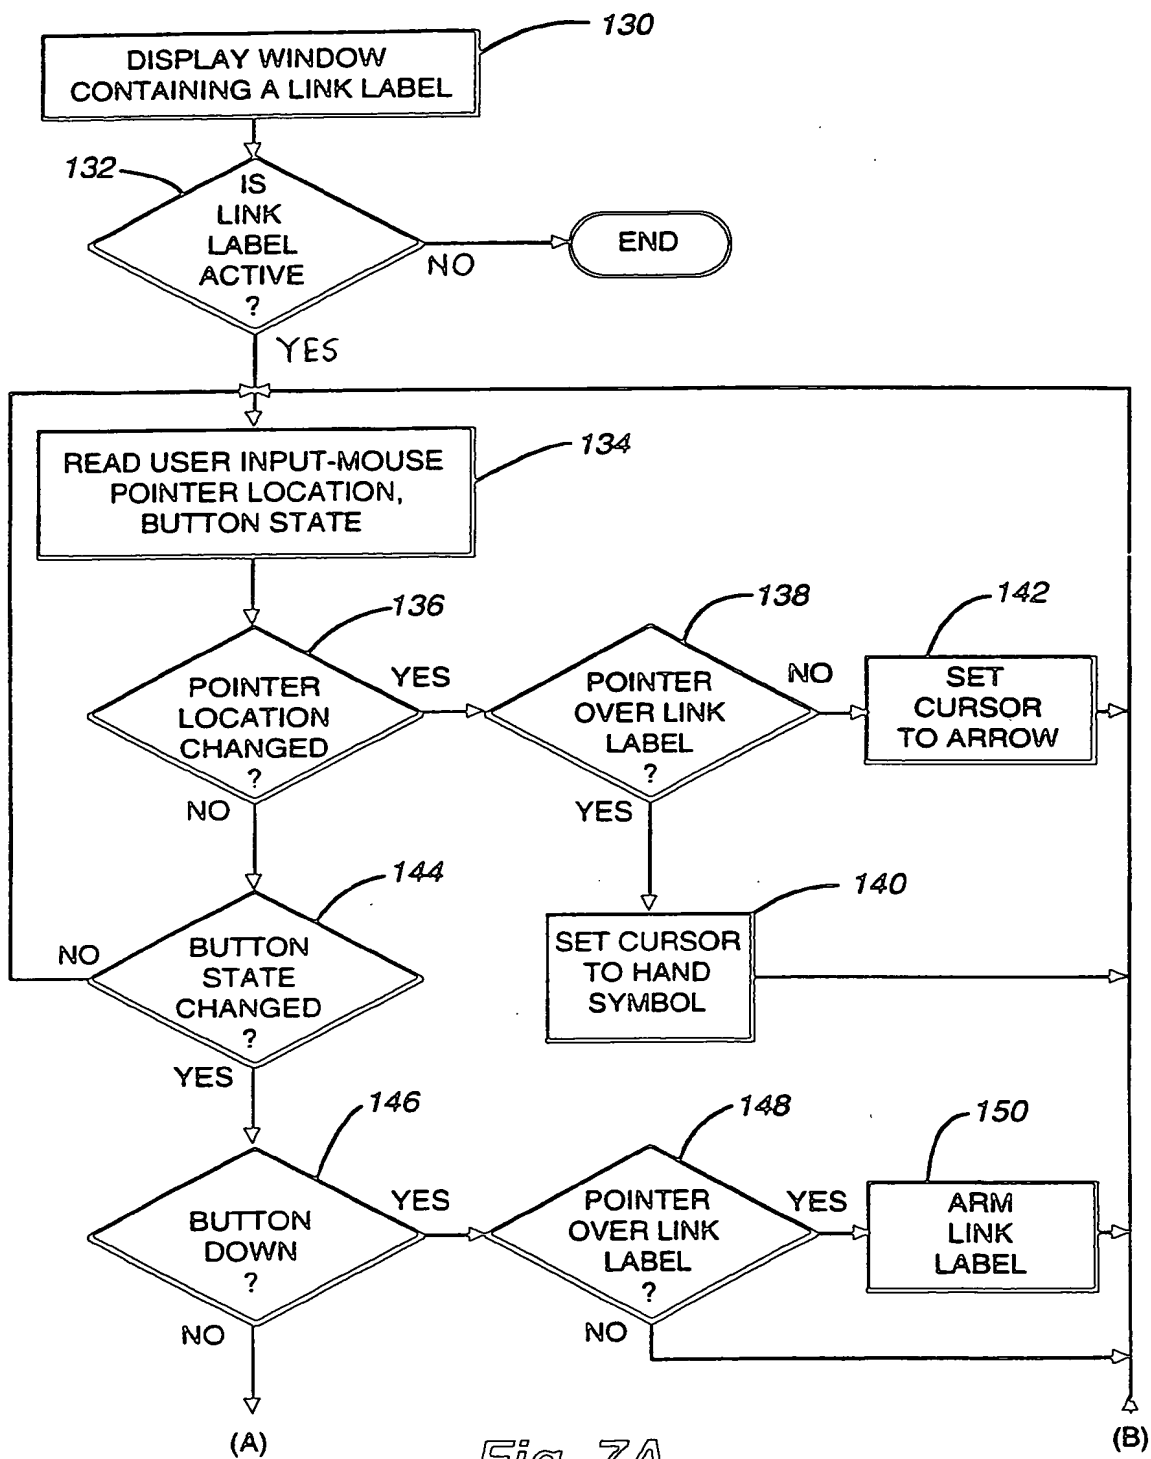 130
DISPLAY WINDOW
CONTAINING A LINK LABEL
132
IS
LINK
LABEL
ACTIVE
?
NO
END
YES
134
READ USER INPUT-MOUSE
POINTER LOCATION,
BUTTON STATE
136
POINTER
LOCATION
CHANGED
?
YES
NO
138
POINTER
OVER LINK
LABEL
?
NO
YES
142
SET
CURSOR
TO ARROW
140
SET CURSOR
TO HAND
SYMBOL
144
BUTTON
STATE
CHANGED
?
NO
YES
146
BUTTON
DOWN
?
YES
NO
148
POINTER
OVER LINK
LABEL
?
YES
NO
150
ARM
LINK
LABEL
(A)
(B)
Fig. 7A